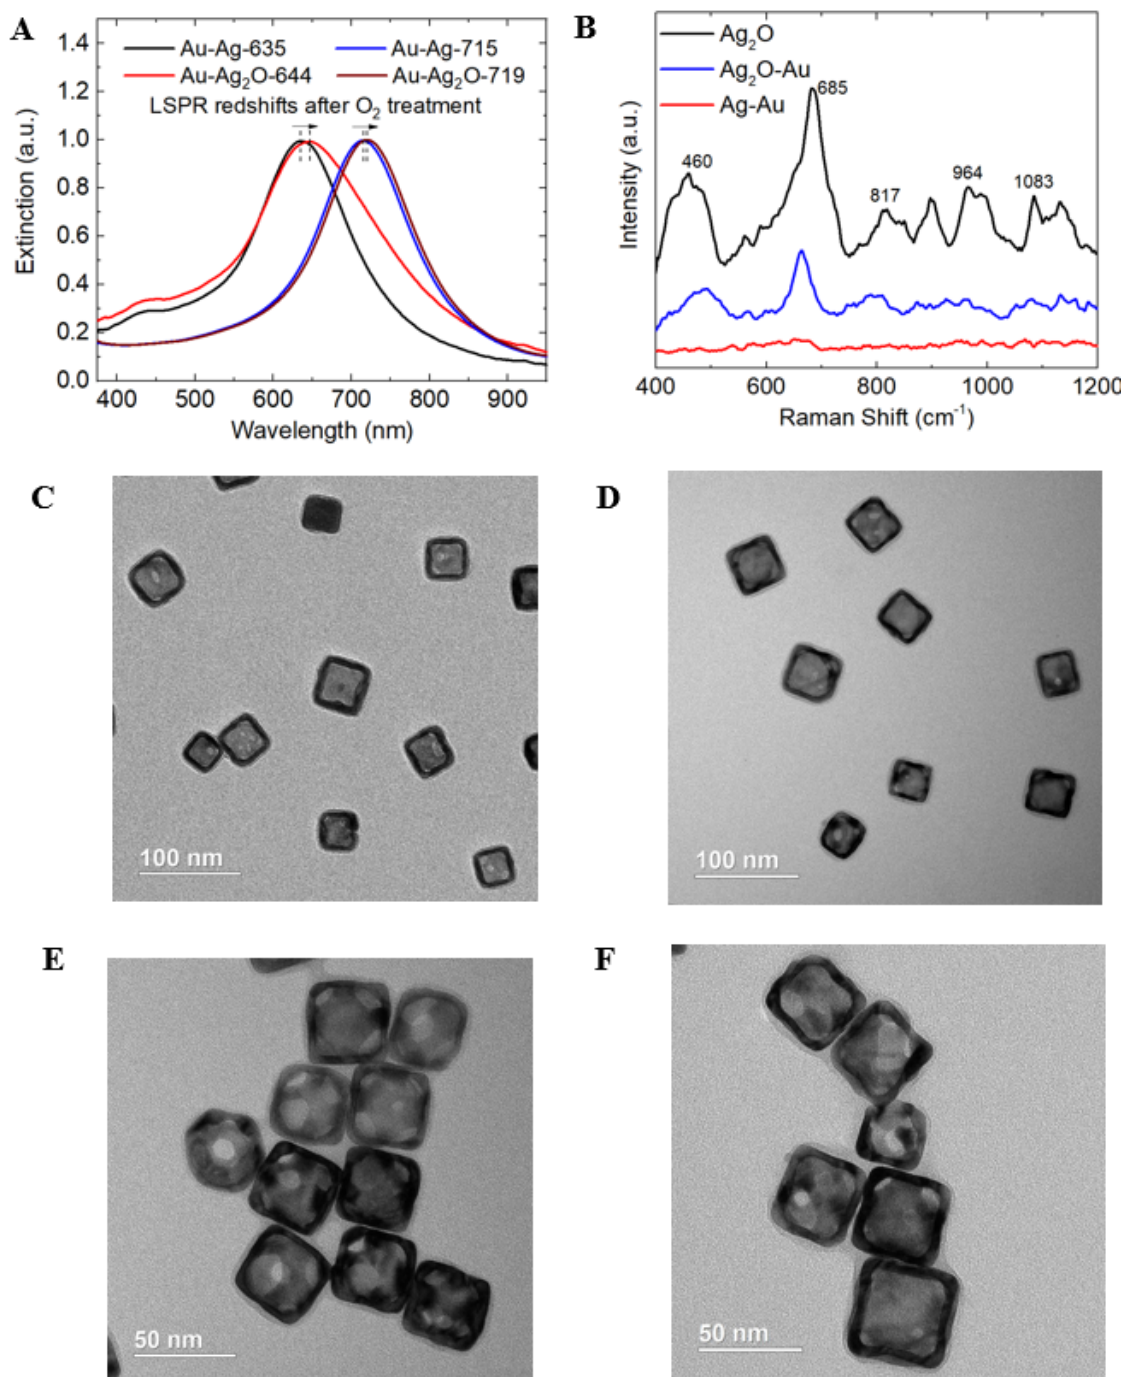 A
1.4
1.2
1.0
0.8
0.6
0.4
0.2
0.0
Extinction (a.u.)
Au-Ag-635
Au-Ag-715
Au-Ag₂O-644
Au-Ag₂O-719
LSPR redshifts after O₂ treatment
400 500 600 700 800 900
Wavelength (nm)
B
Intensity (a.u.)
Ag₂O
Ag₂O-Au
Ag-Au
685
460
817
964
1083
400 600 800 1000 1200
Raman Shift (cm⁻¹)
C
100 nm
D
100 nm
E
50 nm
F
50 nm